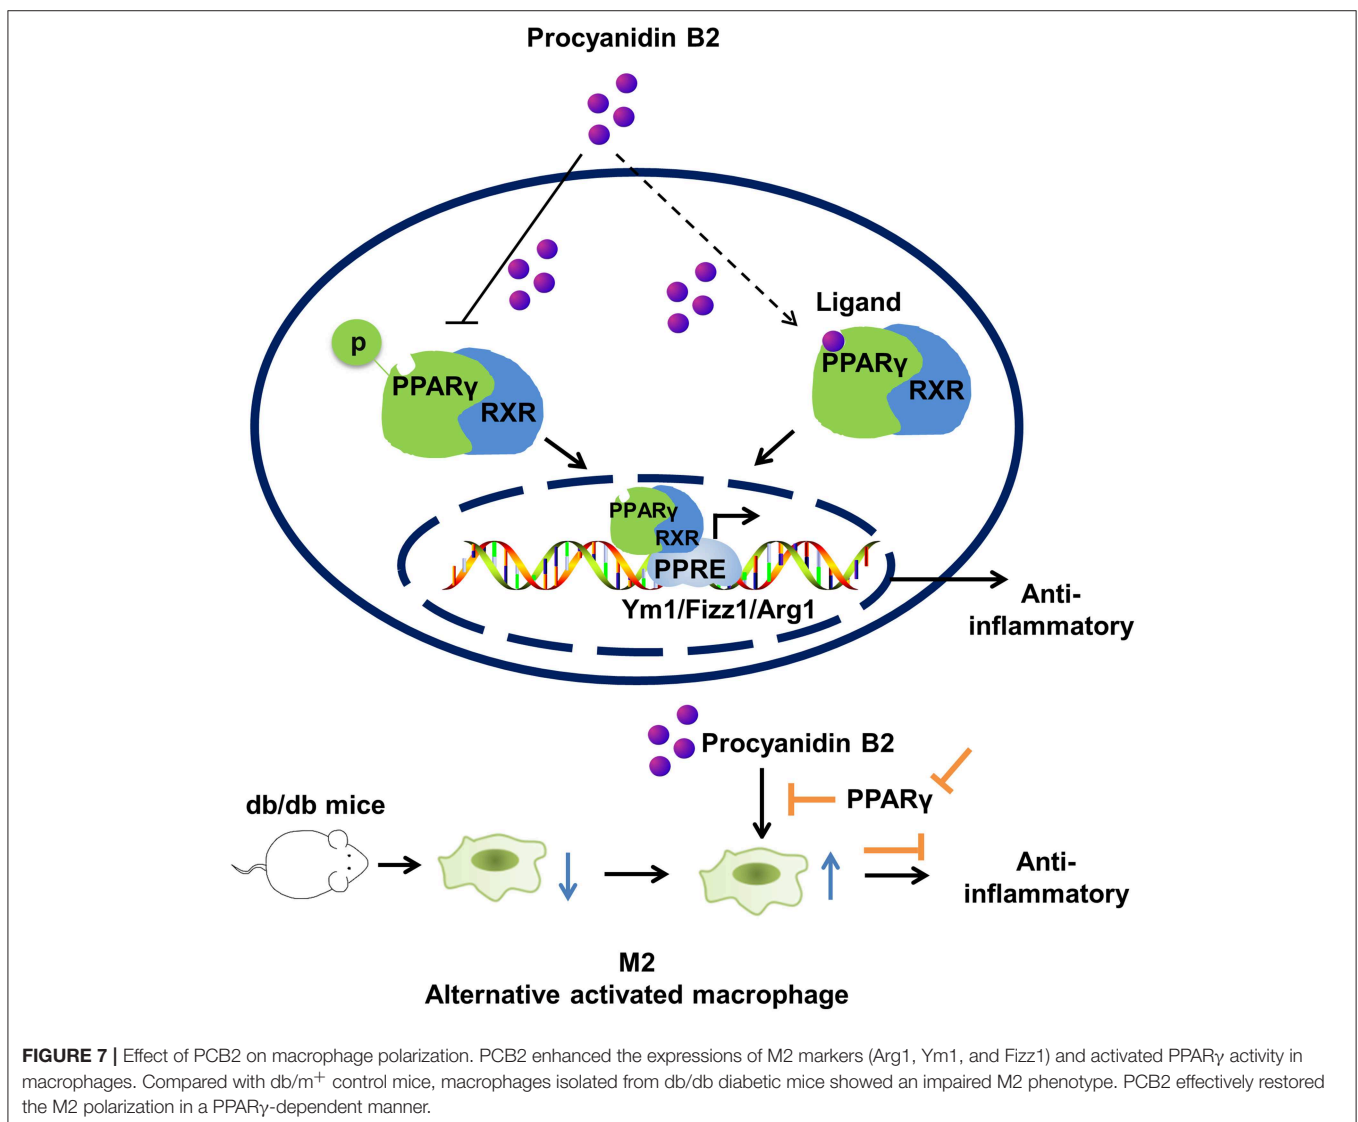 Procyanidin B2
Ligand
p
PPARγ
RXR
PPARγ
RXR
PPARγ
RXR
PPRE
Ym1/Fizz1/Arg1
Anti-
inflammatory
Procyanidin B2
PPARγ
db/db mice
Anti-
inflammatory
M2
Alternative activated macrophage
FIGURE 7 | Effect of PCB2 on macrophage polarization. PCB2 enhanced the expressions of M2 markers (Arg1, Ym1, and Fizz1) and activated PPARγ activity in
macrophages. Compared with db/m+ control mice, macrophages isolated from db/db diabetic mice showed an impaired M2 phenotype. PCB2 effectively restored
the M2 polarization in a PPARγ-dependent manner.